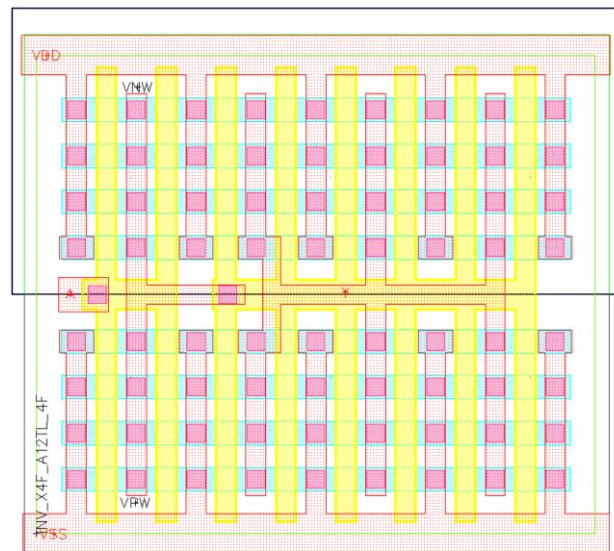 VDD
VNW
A
Y
VPW
VSS
INV_X4F_A12TL_4F